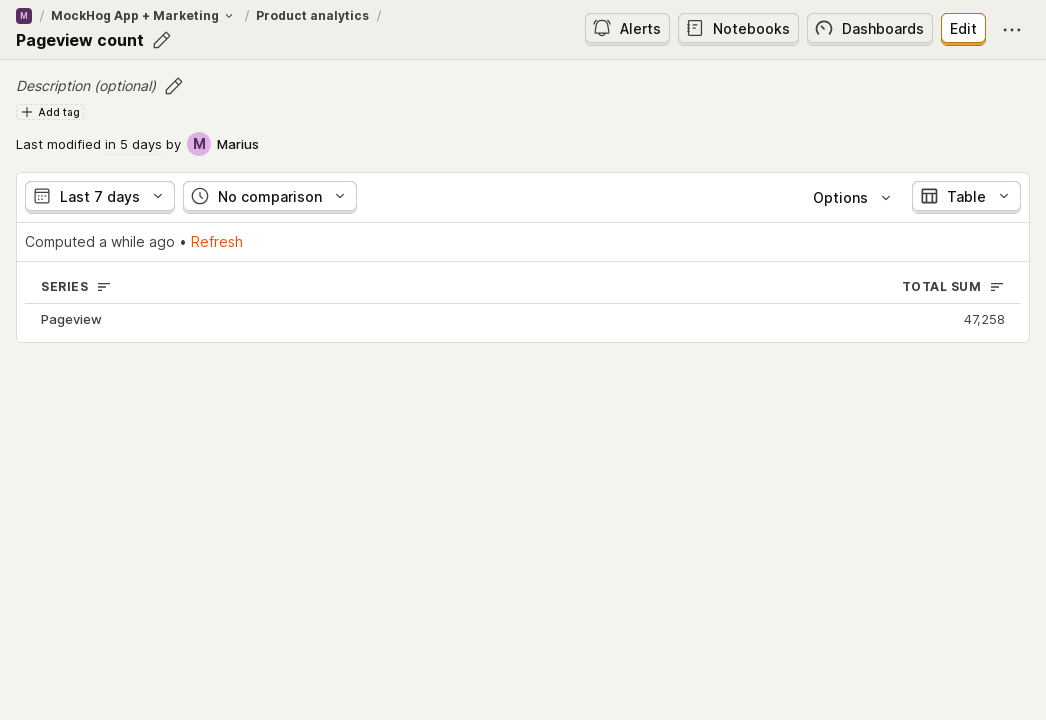 M / MockHog App + Marketing / Product analytics /
Pageview count
Alerts Notebooks Dashboards Edit
Description (optional)
Add tag
Last modified in 5 days by M Marius
Last 7 days No comparison Options Table
Computed a while ago • Refresh
SERIES TOTAL SUM
Pageview 47,258